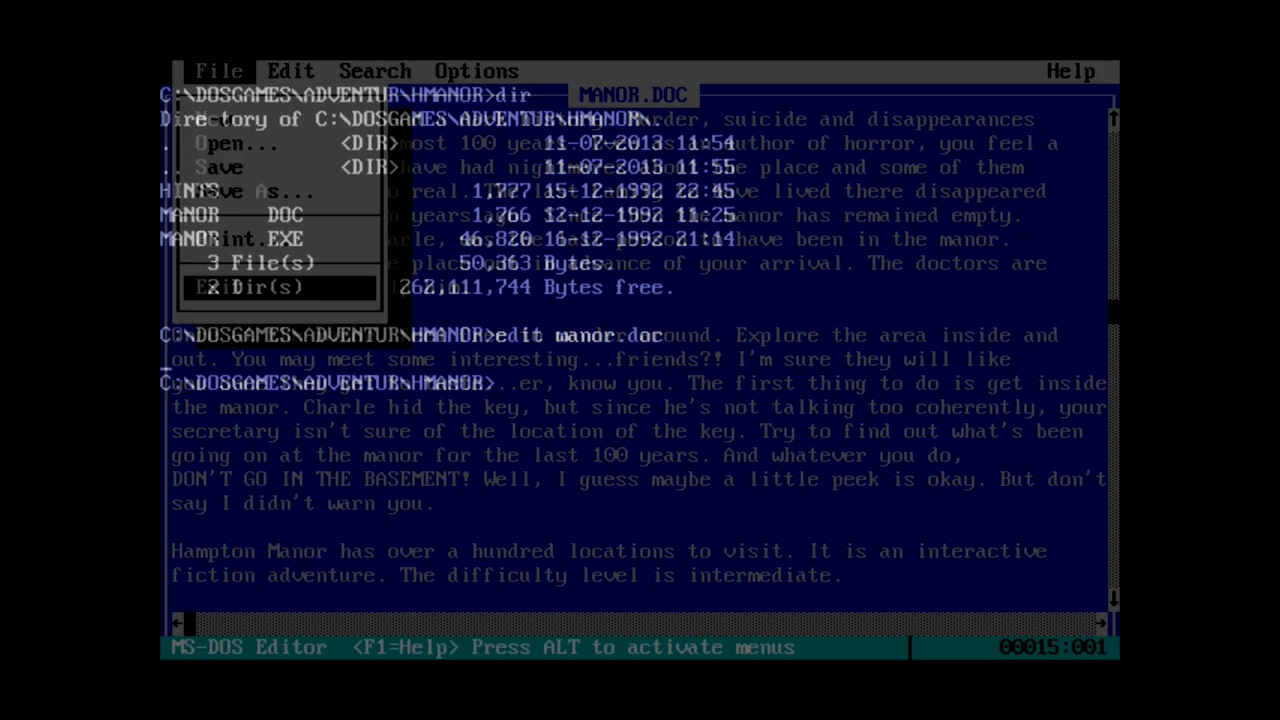 File Edit Search Options Help
C:\DOSGAMES\ADVENTUR\HMANOR>dir
MANOR.DOC
Directory of C:\DOSGAMES\ADVENTUR\HMANOR\.
rder, suicide and disappearances
Open...
. <DIR> 11-07-2013 11:54
most 100 years author of horror, you feel a
Save
.. <DIR> 11-07-2013 11:55
have had place and some of them
Save As...
HINTS 1,777 15-12-1992 22:45
real. lived there disappeared
MANOR DOC 1,766 12-12-1992 11:25
years manor has remained empty.
Print...
MANOR EXE 46,820 16-12-1992 21:14
have been in the manor.
3 File(s) 50,363 Bytes.
of your arrival. The doctors are
2 Dir(s) 262,111,744 Bytes free.
C:\DOSGAMES\ADVENTUR\HMANOR>edit manor.doc
ound. Explore the area inside and
out. You may meet some interesting...friends?! I'm sure they will like
C:\DOSGAMES\ADVENTUR\HMANOR>
..er, know you. The first thing to do is get inside
the manor. Charle hid the key, but since he's not talking too coherently, your
secretary isn't sure of the location of the key. Try to find out what's been
going on at the manor for the last 100 years. And whatever you do,
DON'T GO IN THE BASEMENT! Well, I guess maybe a little peek is okay. But don't
say I didn't warn you.
Hampton Manor has over a hundred locations to visit. It is an interactive
fiction adventure. The difficulty level is intermediate.
MS-DOS Editor <F1=Help> Press ALT to activate menus 00015:001